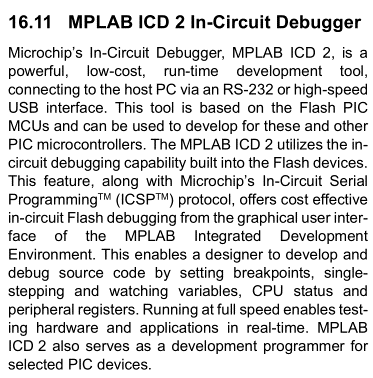 16.11 MPLAB ICD 2 In-Circuit Debugger
Microchip's In-Circuit Debugger, MPLAB ICD 2, is a
powerful, low-cost, run-time development tool,
connecting to the host PC via an RS-232 or high-speed
USB interface. This tool is based on the Flash PIC
MCUs and can be used to develop for these and other
PIC microcontrollers. The MPLAB ICD 2 utilizes the in-
circuit debugging capability built into the Flash devices.
This feature, along with Microchip's In-Circuit Serial
Programming™ (ICSP™) protocol, offers cost effective
in-circuit Flash debugging from the graphical user inter-
face of the MPLAB Integrated Development
Environment. This enables a designer to develop and
debug source code by setting breakpoints, single-
stepping and watching variables, CPU status and
peripheral registers. Running at full speed enables test-
ing hardware and applications in real-time. MPLAB
ICD 2 also serves as a development programmer for
selected PIC devices.